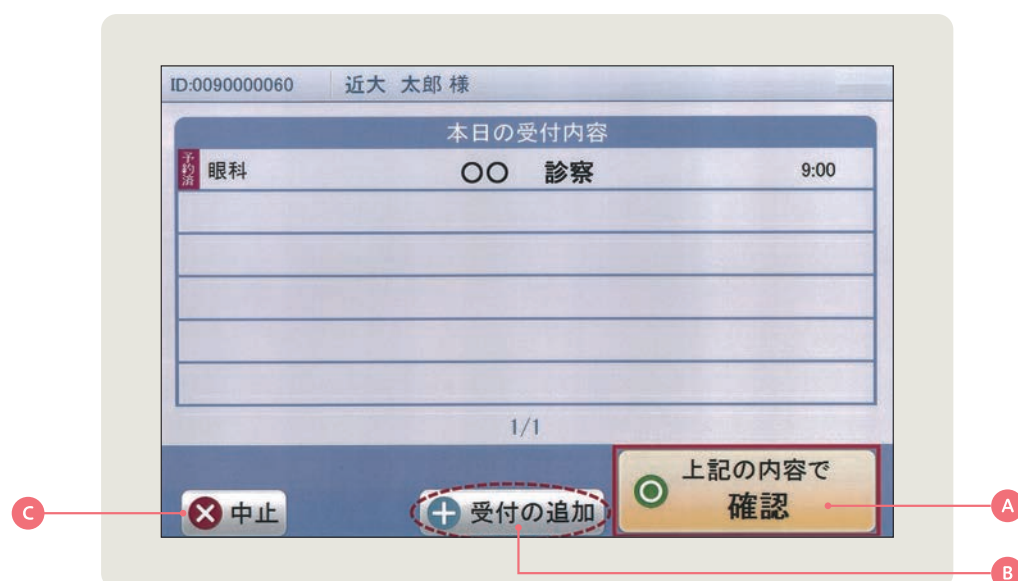 ID:0090000060 近大 太郎 様
本日の受付内容
予約済 眼科 〇〇 診察 9:00
1/1
上記の内容で
確認
中止
受付の追加
C
A
B